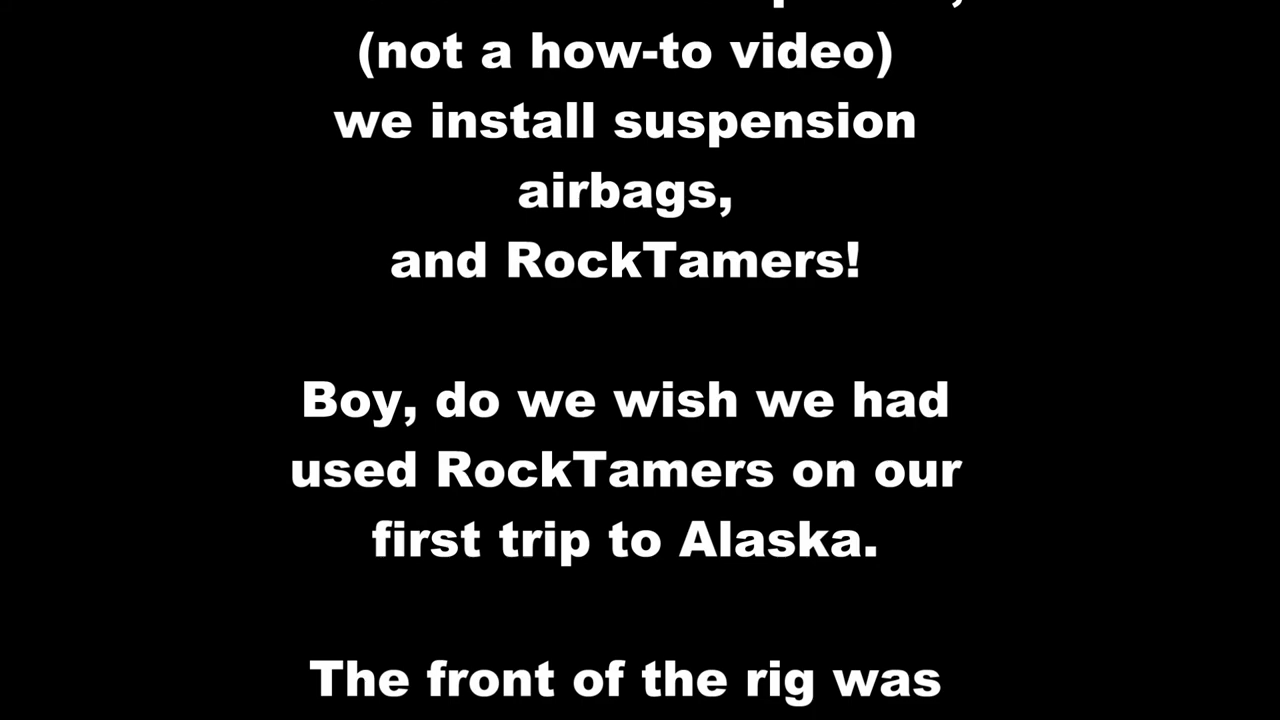 (not a how-to video)
we install suspension
airbags,
and RockTamers!
Boy, do we wish we had
used RockTamers on our
first trip to Alaska.
The front of the rig was